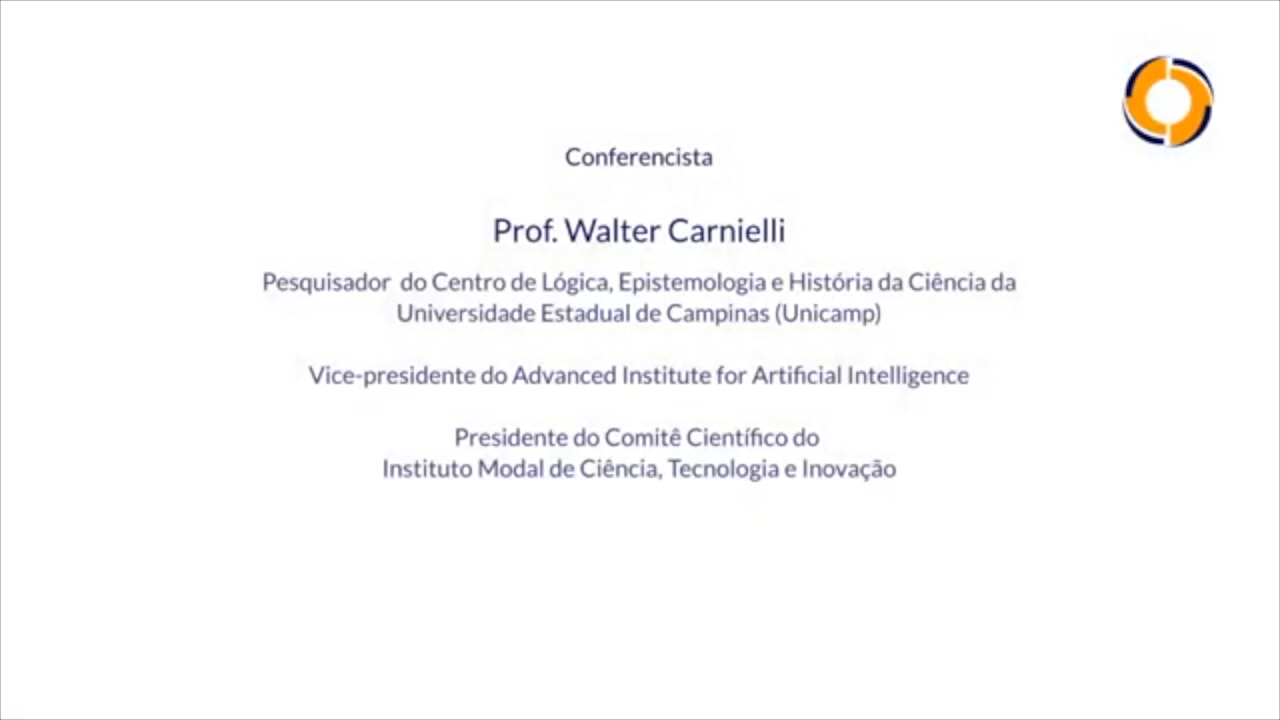 Conferencista
Prof. Walter Carnielli
Pesquisador do Centro de Lógica, Epistemologia e História da Ciência da
Universidade Estadual de Campinas (Unicamp)
Vice-presidente do Advanced Institute for Artificial Intelligence
Presidente do Comitê Científico do
Instituto Modal de Ciência, Tecnologia e Inovação